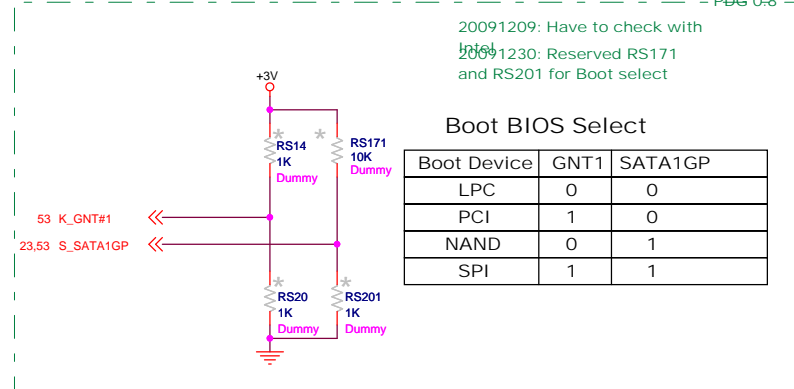 PDG 0.8
20091209: Have to check with
Intel
20091230: Reserved RS171
and RS201 for Boot select
+3V
RS14
1K
Dummy
RS171
10K
Dummy
Boot BIOS Select
Boot Device GNT1 SATA1GP
LPC 0 0
PCI 1 0
NAND 0 1
SPI 1 1
53 K_GNT#1
23,53 S_SATA1GP
RS20
1K
Dummy
RS201
1K
Dummy